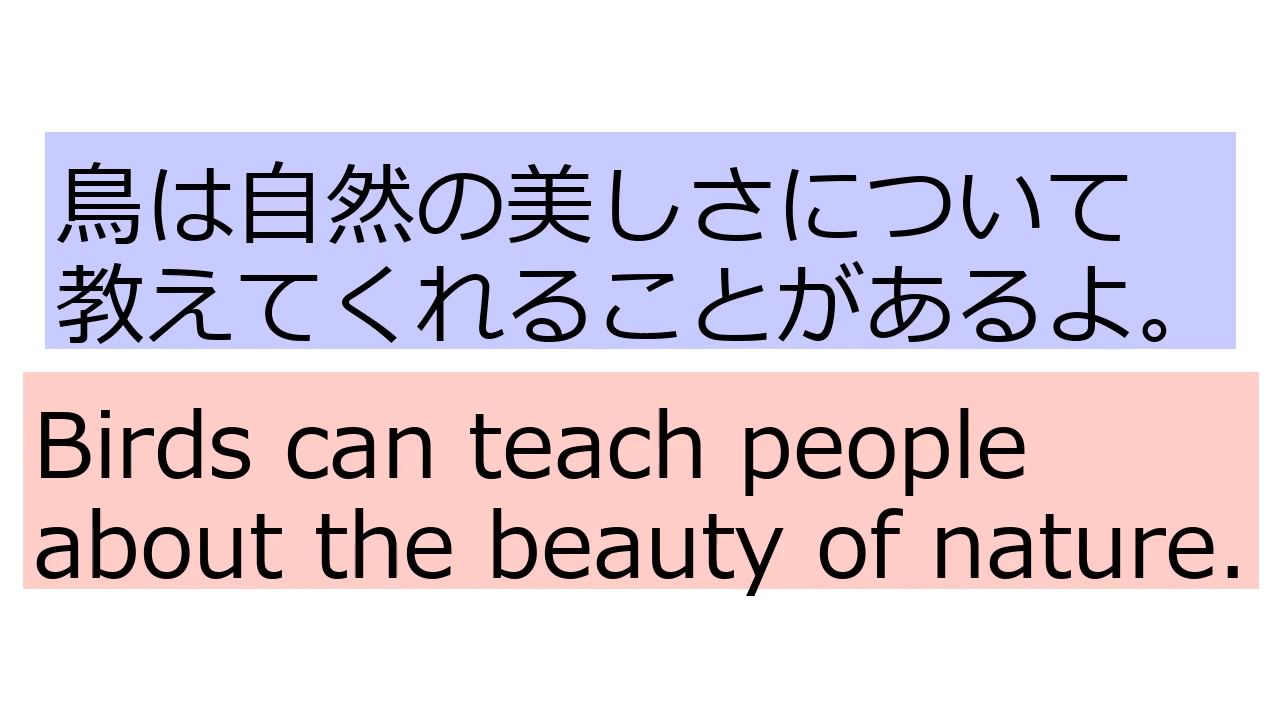 鳥は自然の美しさについて
教えてくれることがあるよ。
Birds can teach people
about the beauty of nature.